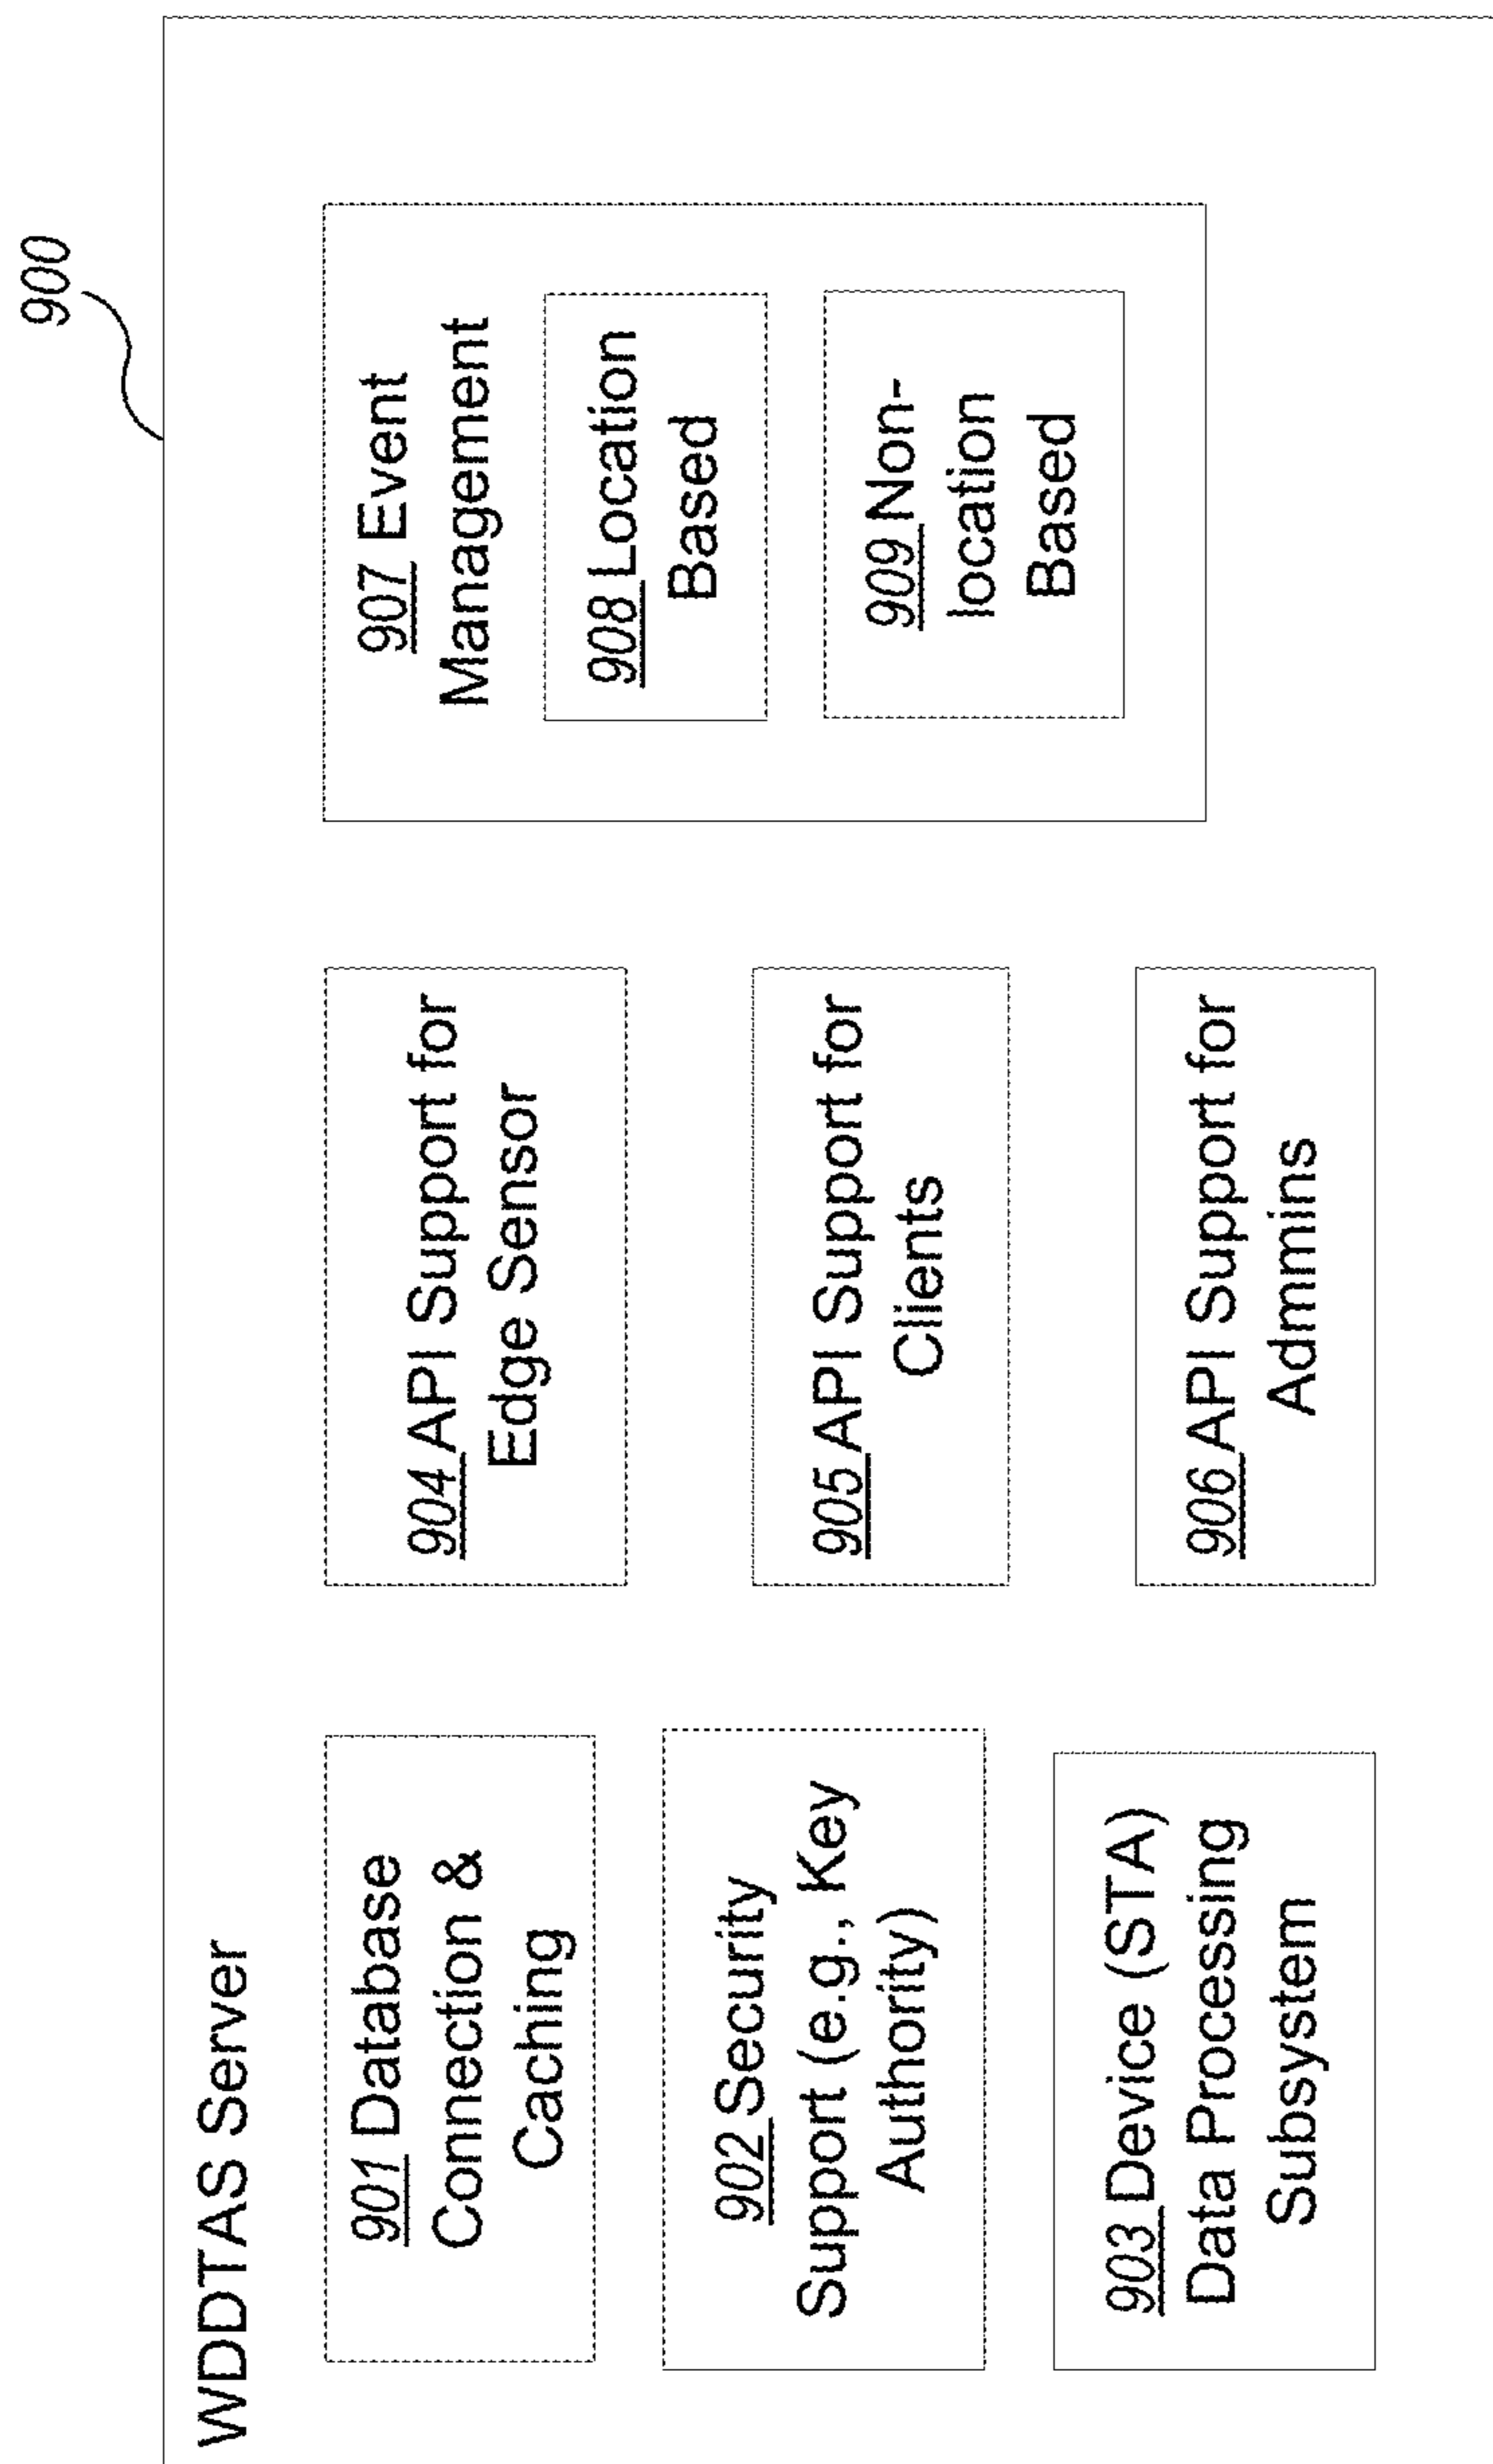 900
WDDTAS Server
901 Database
Connection &
Caching
902 Security
Support (e.g., Key
Authority)
903 Device (STA)
Data Processing
Subsystem
904 API Support for
Edge Sensor
905 API Support for
Clients
906 API Support for
Admins
907 Event
Management
908 Location
Based
909 Non-
location
Based